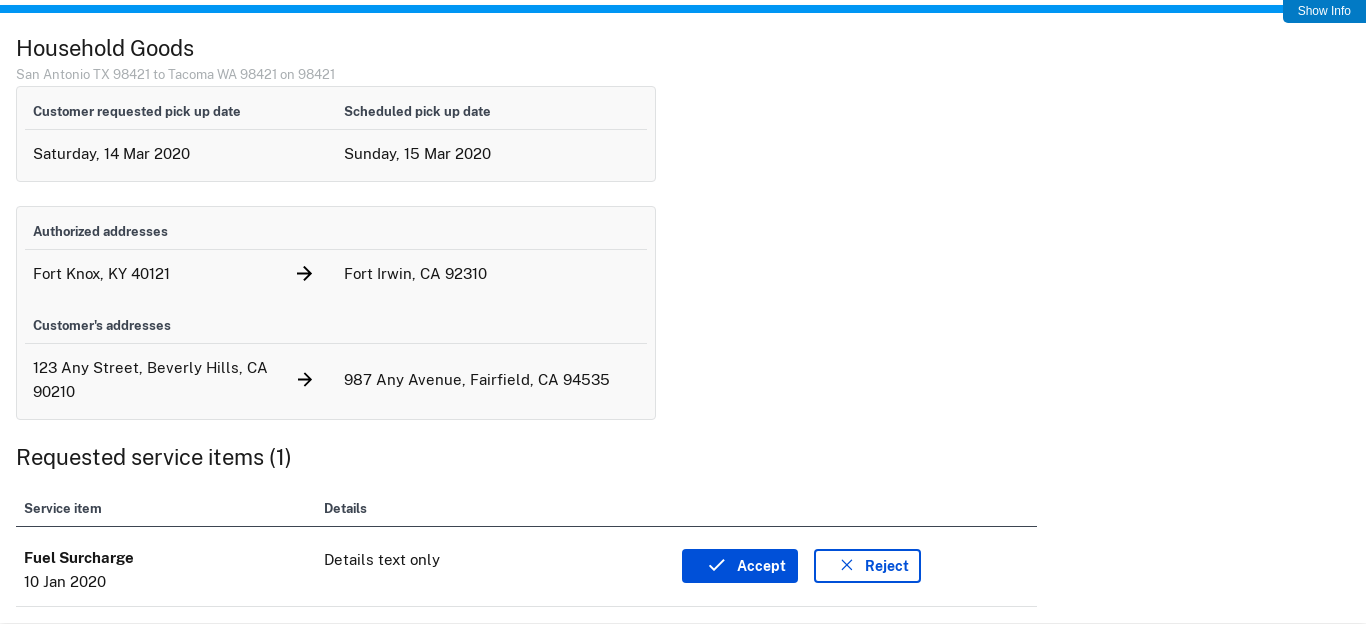 Show Info
Household Goods
San Antonio TX 98421 to Tacoma WA 98421 on 98421
Customer requested pick up date
Scheduled pick up date
Saturday, 14 Mar 2020
Sunday, 15 Mar 2020
Authorized addresses
Fort Knox, KY 40121
Fort Irwin, CA 92310
Customer's addresses
123 Any Street, Beverly Hills, CA
90210
987 Any Avenue, Fairfield, CA 94535
Requested service items (1)
Service item
Details
Fuel Surcharge
10 Jan 2020
Details text only
Accept
Reject